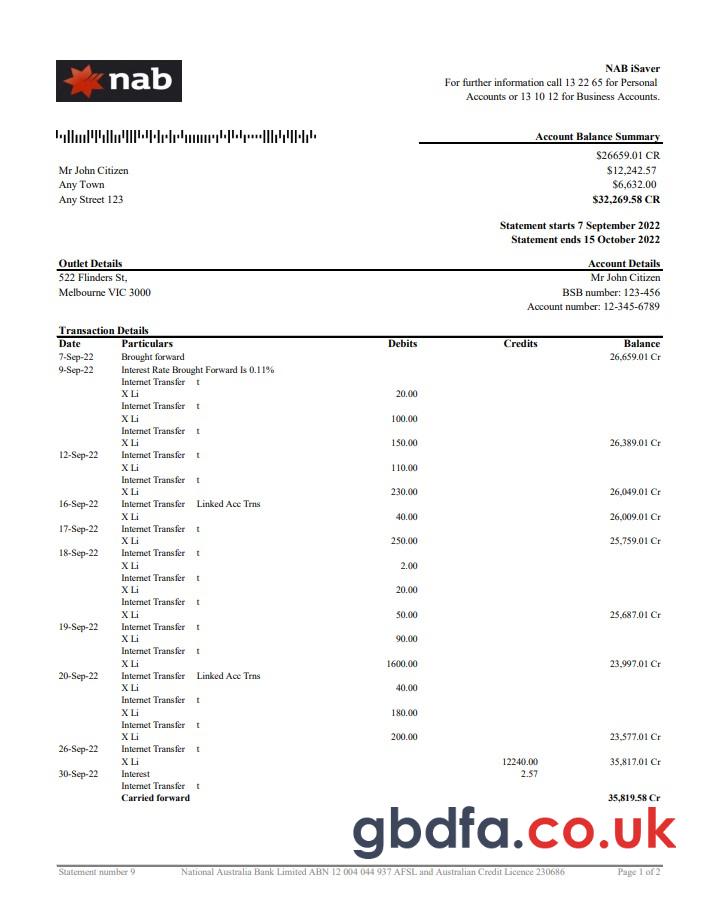 nab
NAB iSaver
For further information call 13 22 65 for Personal
Accounts or 13 10 12 for Business Accounts.
Account Balance Summary
$26659.01 CR
Mr John Citizen $12,242.57
Any Town $6,632.00
Any Street 123 $32,269.58 CR
Statement starts 7 September 2022
Statement ends 15 October 2022
Outlet Details Account Details
522 Flinders St, Mr John Citizen
Melbourne VIC 3000 BSB number: 123-456
Account number: 12-345-6789
Transaction Details
Date Particulars Debits Credits Balance
7-Sep-22 Brought forward 26,659.01 Cr
9-Sep-22 Interest Rate Brought Forward Is 0.11%
Internet Transfer t
X Li 20.00
Internet Transfer t
X Li 100.00
Internet Transfer t
X Li 150.00 26,389.01 Cr
12-Sep-22 Internet Transfer t
X Li 110.00
Internet Transfer t
X Li 230.00 26,049.01 Cr
16-Sep-22 Internet Transfer Linked Acc Trns
X Li 40.00 26,009.01 Cr
17-Sep-22 Internet Transfer t
X Li 250.00 25,759.01 Cr
18-Sep-22 Internet Transfer t
X Li 2.00
Internet Transfer t
X Li 20.00
Internet Transfer t
X Li 50.00 25,687.01 Cr
19-Sep-22 Internet Transfer t
X Li 90.00
Internet Transfer t
X Li 1600.00 23,997.01 Cr
20-Sep-22 Internet Transfer Linked Acc Trns
X Li 40.00
Internet Transfer t
X Li 180.00
Internet Transfer t
X Li 200.00 23,577.01 Cr
26-Sep-22 Internet Transfer t
X Li 12240.00 35,817.01 Cr
30-Sep-22 Interest 2.57
Internet Transfer t
Carried forward 35,819.58 Cr
gbdfa.co.uk
Statement number 9 National Australia Bank Limited ABN 12 004 044 937 AFSL and Australian Credit Licence 230686 Page 1 of 2